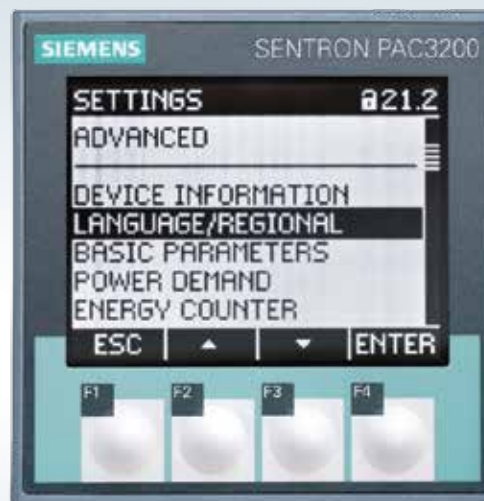 SIEMENS SENTRON PAC3200
SETTINGS 21.2
ADVANCED
DEVICE INFORMATION
LANGUAGE/REGIONAL
BASIC PARAMETERS
POWER DEMAND
ENERGY COUNTER
ESC ENTER
F1 F2 F3 F4